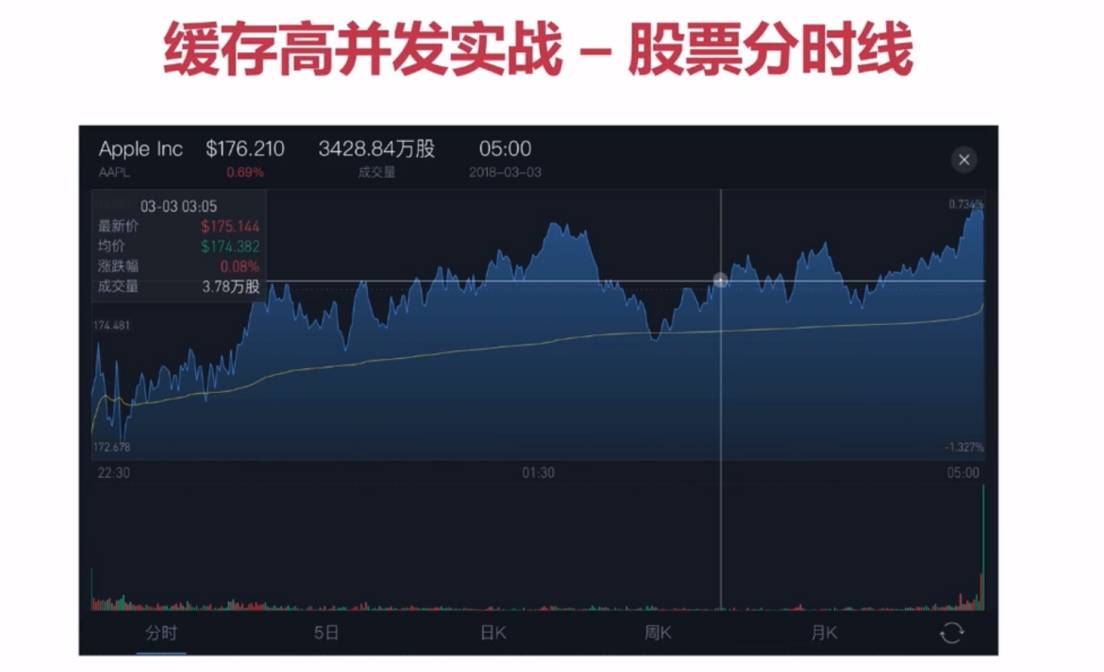 缓存高并发实战 – 股票分时线
Apple Inc $176.210 3428.84万股 05:00
AAPL 0.69% 成交量 2018-03-03
03-03 03:05
0.734%
最新价 $175.144
均价 $174.382
涨跌幅 0.08%
成交量 3.78万股
174.481
172.678
-1.327%
22:30 01:30 05:00
分时 5日 日K 周K 月K